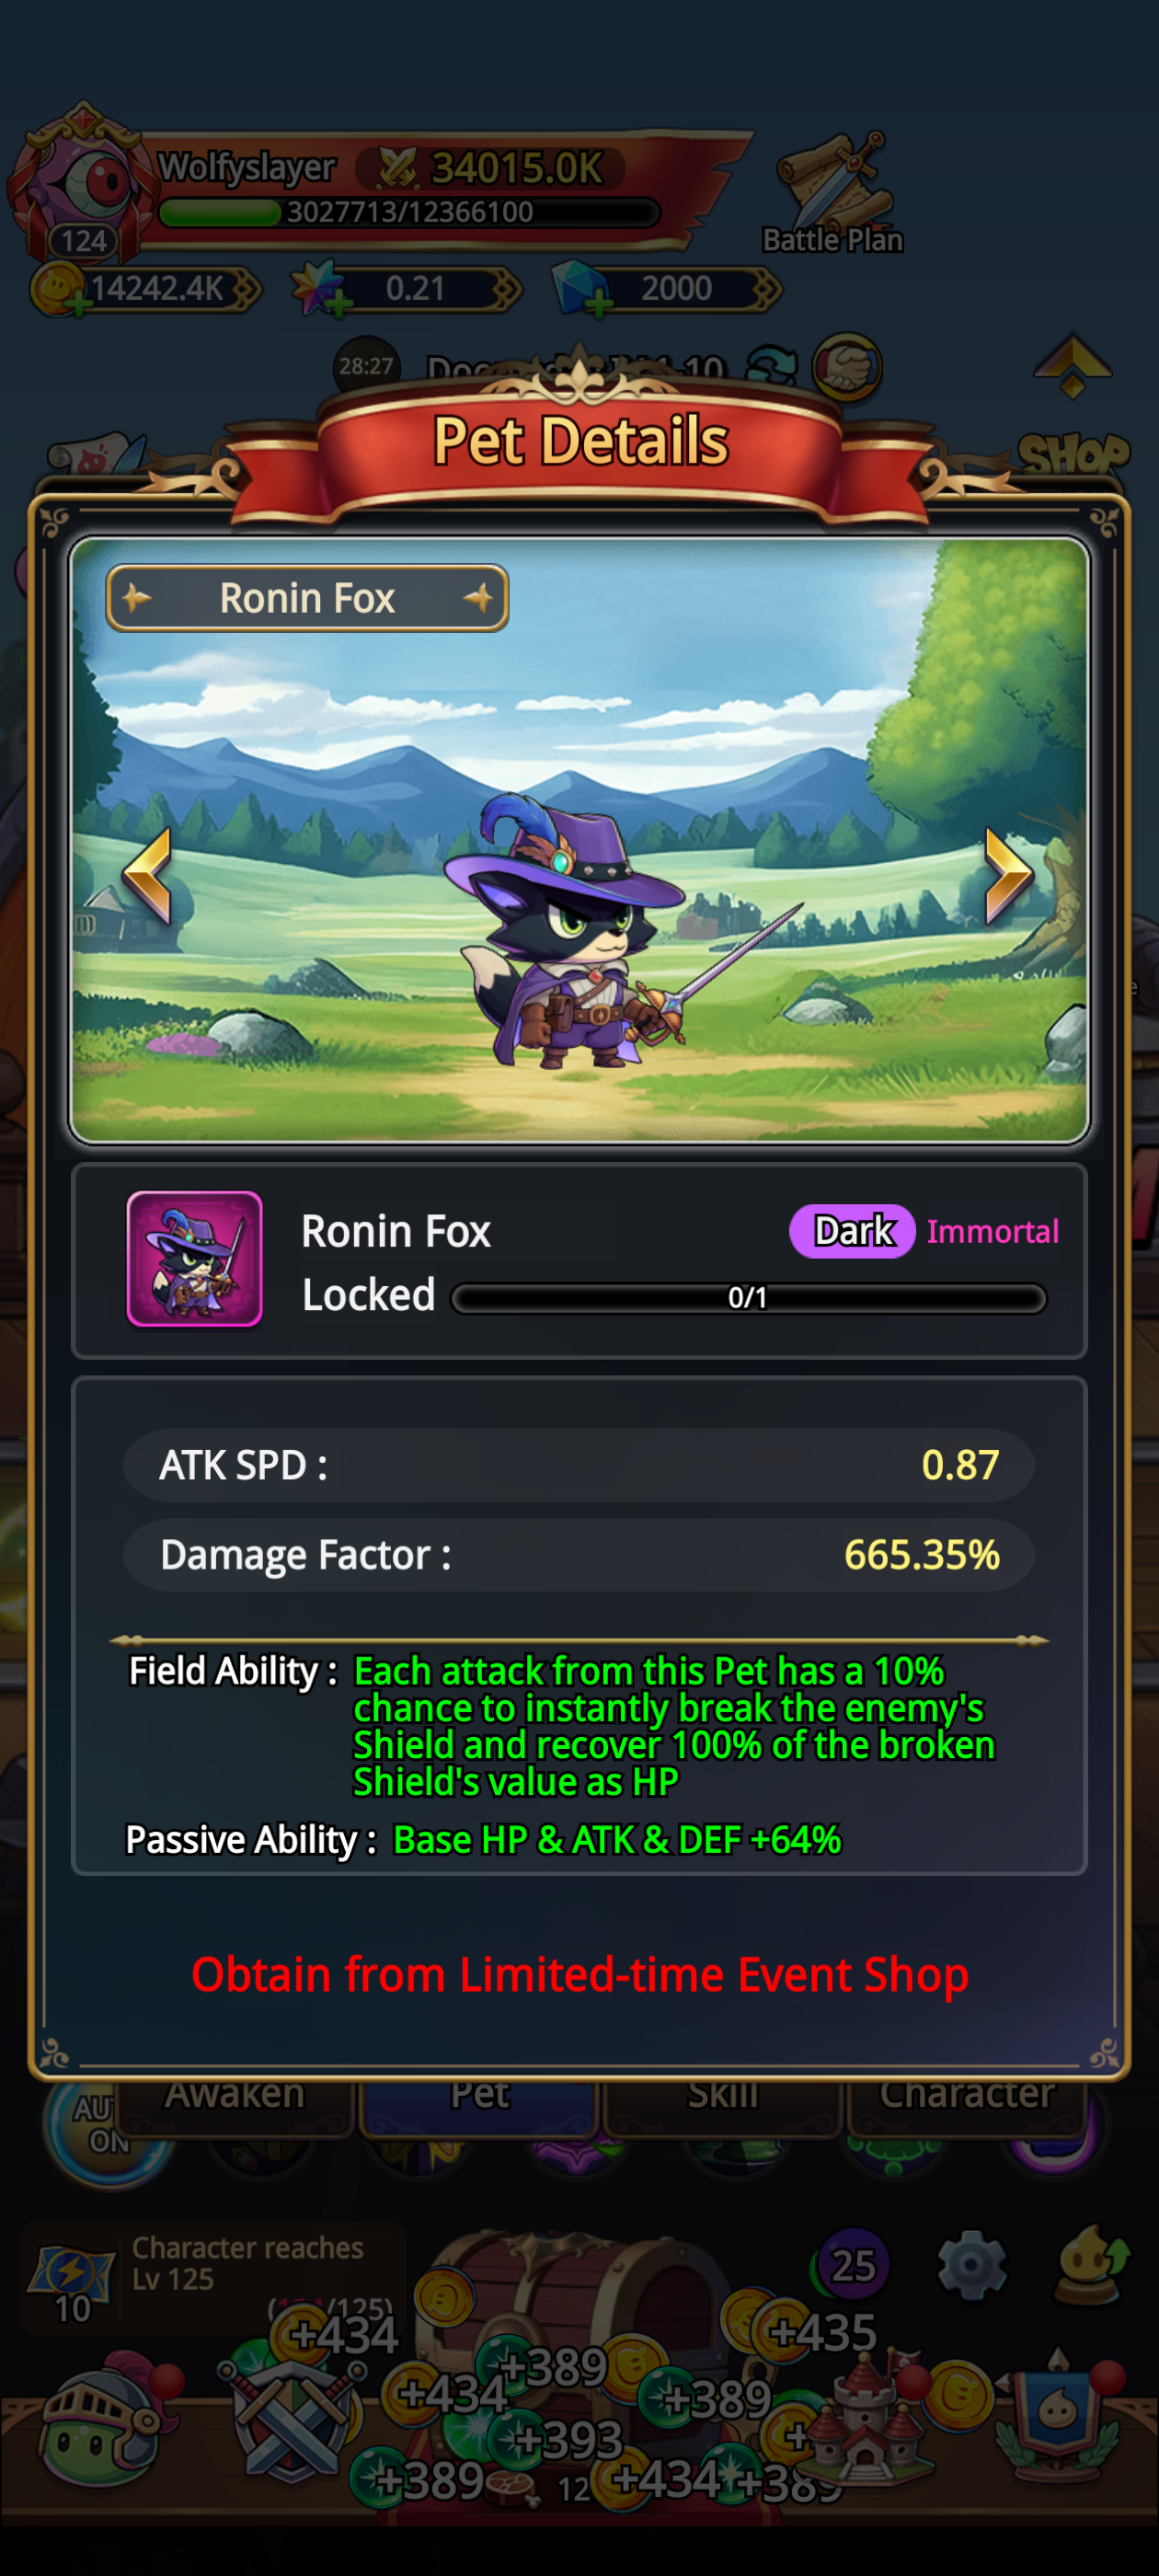 Wolfyslayer
34015.0K
3027713/12366100
124
Battle Plan
14242.4K
0.21
2000
28:27
-10
SHOP
Pet Details
Ronin Fox
Ronin Fox
Dark
Immortal
Locked
0/1
ATK SPD :
0.87
Damage Factor :
665.35%
Field Ability :
Each attack from this Pet has a 10%
chance to instantly break the enemy's
Shield and recover 100% of the broken
Shield's value as HP
Passive Ability :
Base HP & ATK & DEF +64%
Obtain from Limited-time Event Shop
Awaken
Pet
Skill
Character
ON
Character reaches
Lv 125
10
25
+434
+435
+389
+434
+389
+393
+389
12
+434
+389